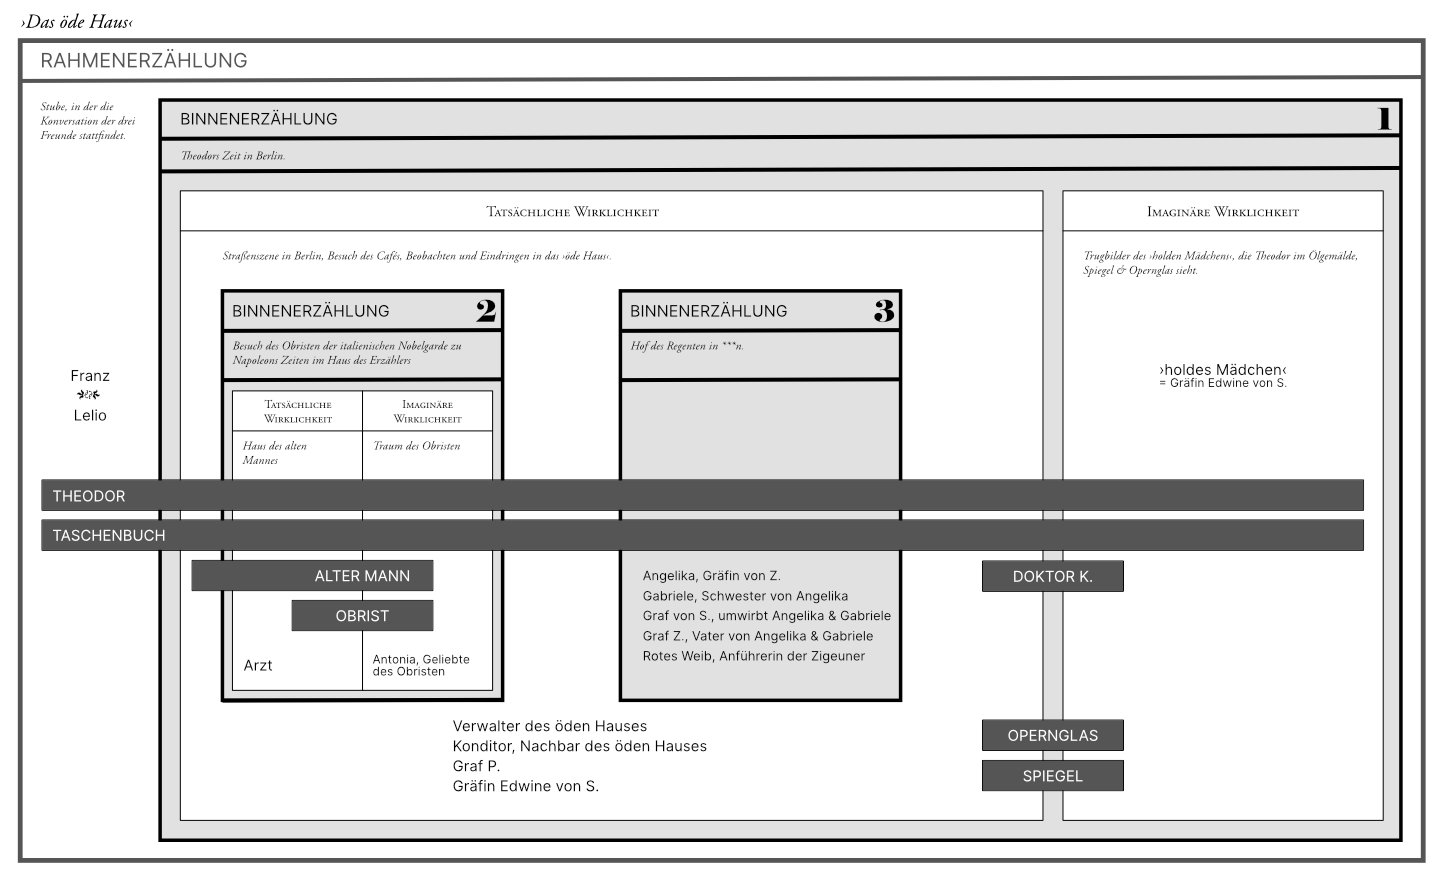 ›Das öde Haus‹
RAHMENERZÄHLUNG
Stube, in der die
Konversation der drei
Freunde stattfindet.
BINNENERZÄHLUNG
1
Theodors Zeit in Berlin.
Tatsächliche Wirklichkeit
Imaginäre Wirklichkeit
Straßenszene in Berlin, Besuch des Cafés, Beobachten und Eindringen in das ›öde Haus‹.
Trugbilder des ›holden Mädchens‹, die Theodor im Ölgemälde,
Spiegel & Opernglas sieht.
BINNENERZÄHLUNG
2
Besuch des Obristen der italienischen Nobelgarde zu
Napoleons Zeiten im Haus des Erzählers
Tatsächliche
Wirklichkeit
Imaginäre
Wirklichkeit
Haus des alten
Mannes
Traum des Obristen
BINNENERZÄHLUNG
3
Hof des Regenten in ***n.
›holdes Mädchen‹
= Gräfin Edwine von S.
Franz
Lelio
THEODOR
TASCHENBUCH
ALTER MANN
OBRIST
Arzt
Antonia, Geliebte
des Obristen
Angelika, Gräfin von Z.
Gabriele, Schwester von Angelika
Graf von S., umwirbt Angelika & Gabriele
Graf Z., Vater von Angelika & Gabriele
Rotes Weib, Anführerin der Zigeuner
DOKTOR K.
Verwalter des öden Hauses
Konditor, Nachbar des öden Hauses
Graf P.
Gräfin Edwine von S.
OPERNGLAS
SPIEGEL